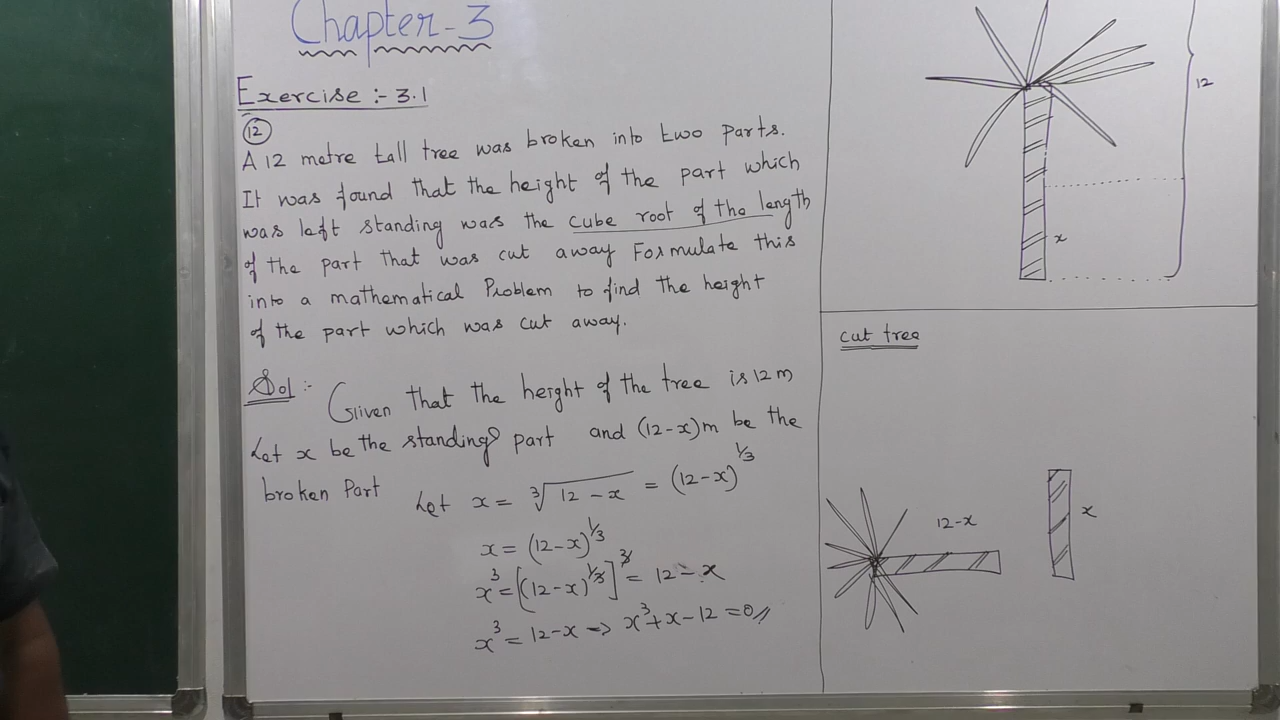 Chapter-3
Exercise :- 3.1
12
A 12 metre tall tree was broken into two parts.
It was found that the height of the part which
was left standing was the cube root of the length
of the part that was cut away Formulate this
into a mathematical Problem to find the height
of the part which was cut away.
Sol :- Given that the height of the tree is 12 m
Let x be the standing part and (12-x)m be the
broken Part Let x = ∛(12 - x) = (12-x)^1/3
x = (12-x)^1/3
x^3 = [(12-x)^1/3]^3 = 12 - x
x^3 = 12-x => x^3+x-12 = 0//
12
12
x
cut tree
12-x
x